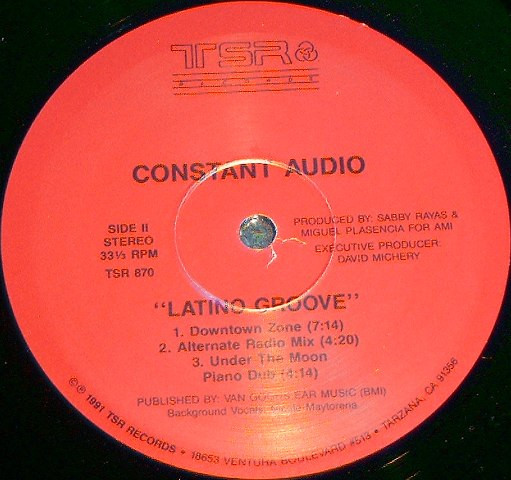 TSR
RECORDS
CONSTANT AUDIO
SIDE II
STEREO
33⅓ RPM
TSR 870
PRODUCED BY: SABBY RAYAS &
MIGUEL PLASENCIA FOR AMI
EXECUTIVE PRODUCER:
DAVID MICHERY
"LATINO GROOVE"
1. Downtown Zone (7:14)
2. Alternate Radio Mix (4:20)
3. Under The Moon
Piano Dub (4:14)
PUBLISHED BY: VAN EAR MUSIC (BMI)
Background Vocals:
©℗ 1991 TSR RECORDS • 18653 VENTURA BOULEVARD #513 • TARZANA, CA 91356